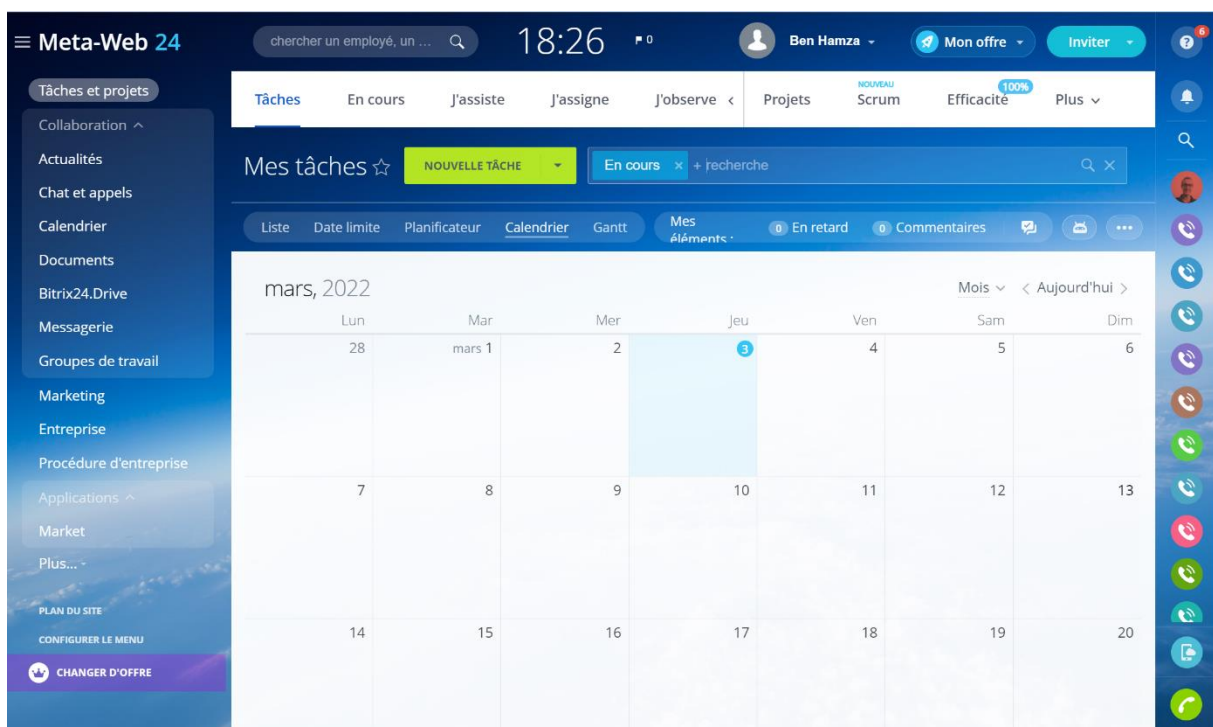 Meta-Web 24
chercher un employé, un ...
18:26
0
Ben Hamza
Mon offre
Inviter
6
Tâches et projets
Collaboration
Actualités
Chat et appels
Calendrier
Documents
Bitrix24.Drive
Messagerie
Groupes de travail
Marketing
Entreprise
Procédure d'entreprise
Applications
Market
Plus...
PLAN DU SITE
CONFIGURER LE MENU
CHANGER D'OFFRE
Tâches En cours J'assiste J'assigne J'observe Projets NOUVEAU Scrum Efficacité 100% Plus
Mes tâches NOUVELLE TÂCHE En cours × + recherche
Liste Date limite Planificateur Calendrier Gantt Mes éléments : 0 En retard 0 Commentaires
mars, 2022 Mois < Aujourd'hui >
Lun Mar Mer Jeu Ven Sam Dim
28 mars 1 2 3 4 5 6
7 8 9 10 11 12 13
14 15 16 17 18 19 20